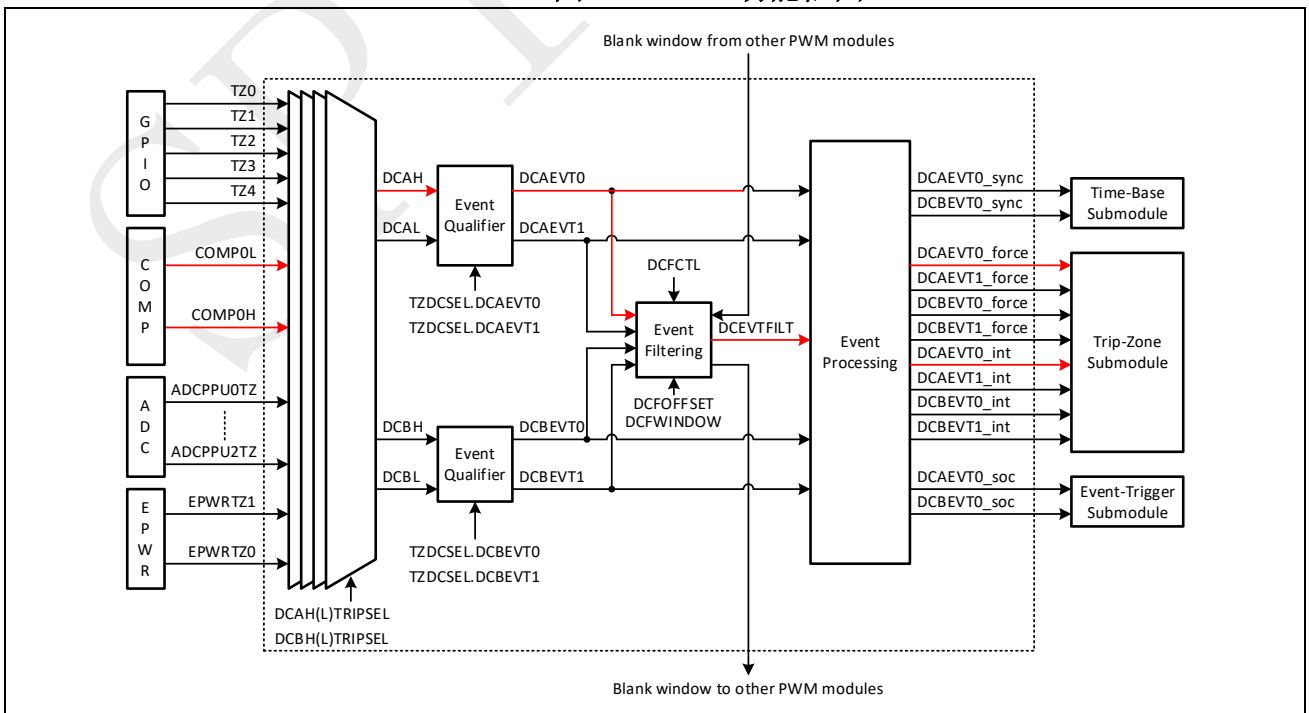 Blank window from other PWM modules
GPIO
TZ0
TZ1
TZ2
TZ3
TZ4
COMP
COMP0L
COMP0H
ADC
ADCPPU0TZ
ADCPPU2TZ
EPWR
EPWRTZ1
EPWRTZ0
DCAH(L)TRIPSEL
DCBH(L)TRIPSEL
DCAH
DCAL
DCBH
DCBL
Event
Qualifier
TZDCSEL.DCAEVT0
TZDCSEL.DCAEVT1
Event
Qualifier
TZDCSEL.DCBEVT0
TZDCSEL.DCBEVT1
DCAEVT0
DCAEVT1
DCBEVT0
DCBEVT1
DCFCTL
Event
Filtering
DCFOFFSET
DCFWINDOW
DCEVTFILT
Event
Processing
DCAEVT0_sync
DCBEVT0_sync
DCAEVT0_force
DCAEVT1_force
DCBEVT0_force
DCBEVT1_force
DCAEVT0_int
DCAEVT1_int
DCBEVT0_int
DCBEVT1_int
DCAEVT0_soc
DCBEVT0_soc
Time-Base
Submodule
Trip-Zone
Submodule
Event-Trigger
Submodule
Blank window to other PWM modules